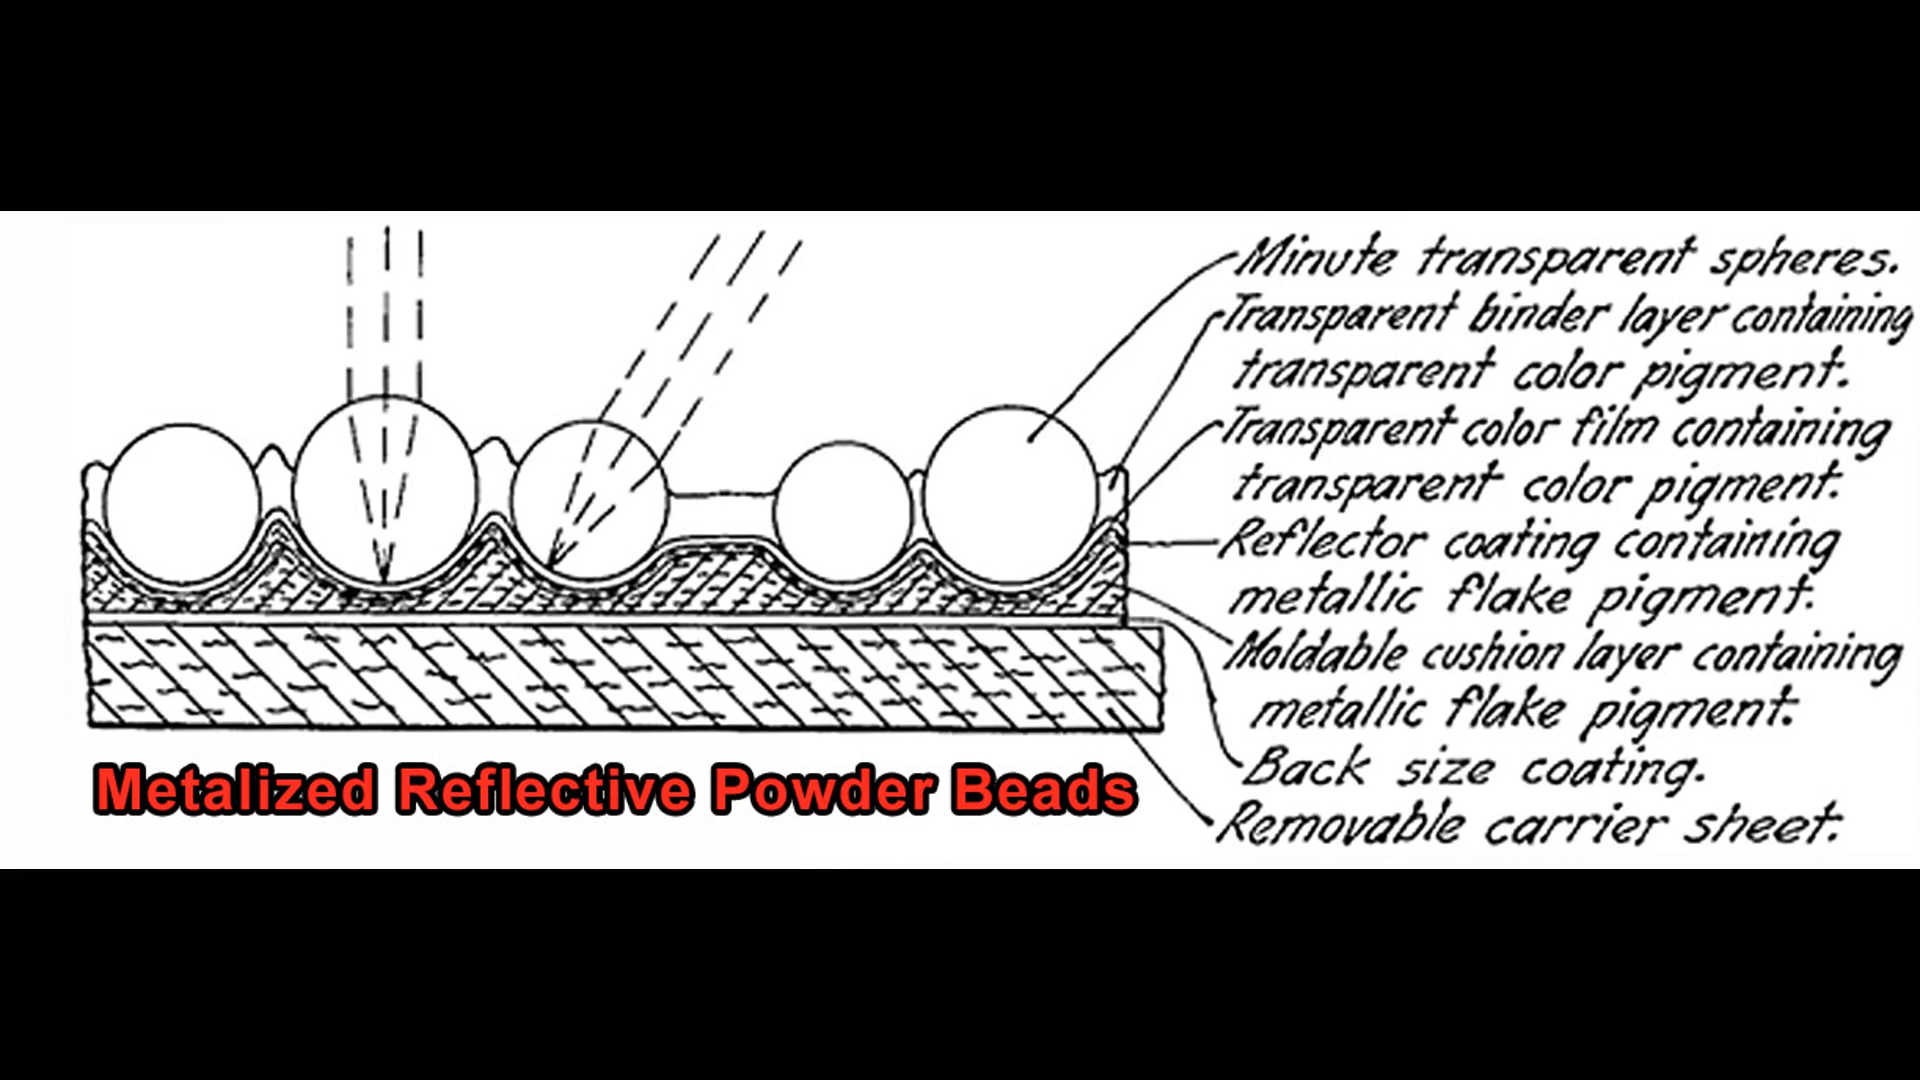 Minute transparent spheres.
Transparent binder layer containing
transparent color pigment.
Transparent color film containing
transparent color pigment.
Reflector coating containing
metallic flake pigment.
Moldable cushion layer containing
metallic flake pigment.
Back size coating.
Removable carrier sheet.
Metalized Reflective Powder Beads